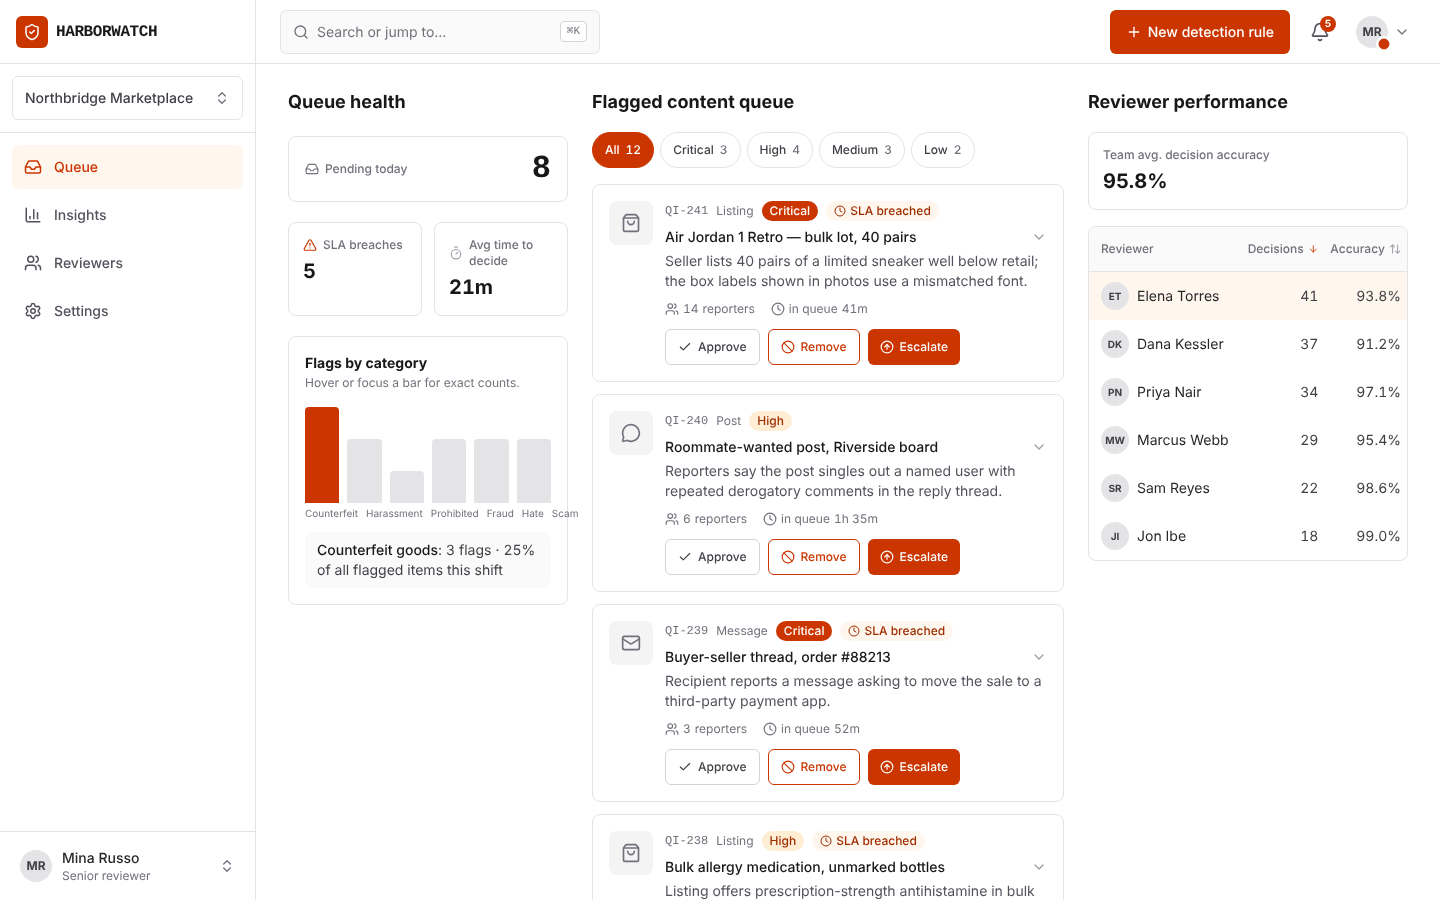 HARBORWATCH
Search or jump to...
⌘K
New detection rule
5
MR
Northbridge Marketplace
Queue
Insights
Reviewers
Settings
MR
Mina Russo
Senior reviewer
Queue health
Pending today
8
SLA breaches
5
Avg time to
decide
21m
Flags by category
Hover or focus a bar for exact counts.
Counterfeit Harassment Prohibited Fraud Hate Scam
Counterfeit goods: 3 flags · 25%
of all flagged items this shift
Flagged content queue
All 12 Critical 3 High 4 Medium 3 Low 2
QI-241 Listing Critical SLA breached
Air Jordan 1 Retro — bulk lot, 40 pairs
Seller lists 40 pairs of a limited sneaker well below retail;
the box labels shown in photos use a mismatched font.
14 reporters in queue 41m
Approve Remove Escalate
QI-240 Post High
Roommate-wanted post, Riverside board
Reporters say the post singles out a named user with
repeated derogatory comments in the reply thread.
6 reporters in queue 1h 35m
Approve Remove Escalate
QI-239 Message Critical SLA breached
Buyer-seller thread, order #88213
Recipient reports a message asking to move the sale to a
third-party payment app.
3 reporters in queue 52m
Approve Remove Escalate
QI-238 Listing High SLA breached
Bulk allergy medication, unmarked bottles
Listing offers prescription-strength antihistamine in bulk
Reviewer performance
Team avg. decision accuracy
95.8%
Reviewer Decisions Accuracy
ET Elena Torres 41 93.8%
DK Dana Kessler 37 91.2%
PN Priya Nair 34 97.1%
MW Marcus Webb 29 95.4%
SR Sam Reyes 22 98.6%
JI Jon Ibe 18 99.0%